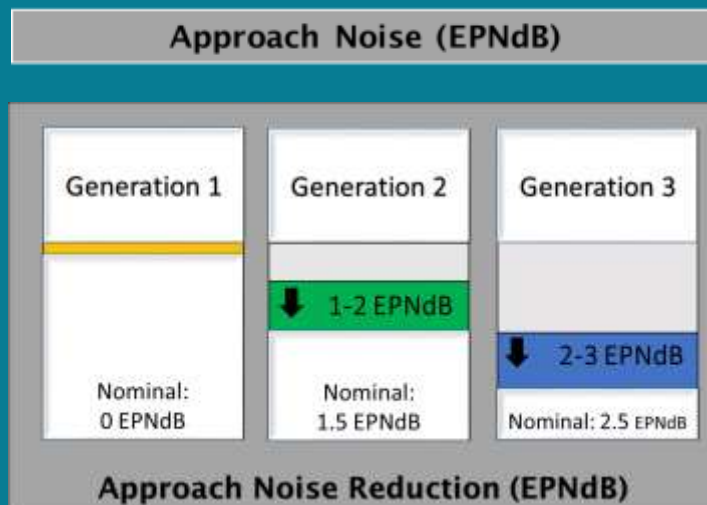 Approach Noise (EPNdB)
Generation 1
Generation 2
Generation 3
1-2 EPNdB
2-3 EPNdB
Nominal:
0 EPNdB
Nominal:
1.5 EPNdB
Nominal: 2.5 EPNdB
Approach Noise Reduction (EPNdB)